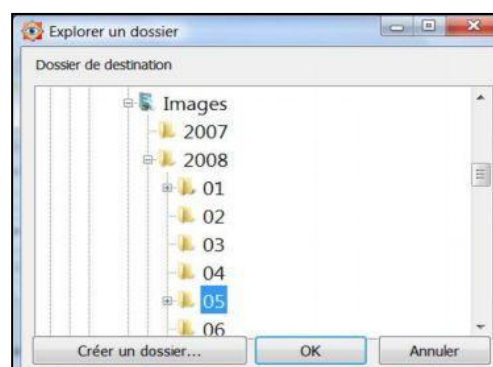 Explorer un dossier
Dossier de destination
Images
2007
2008
01
02
03
04
05
06
Créer un dossier... OK Annuler